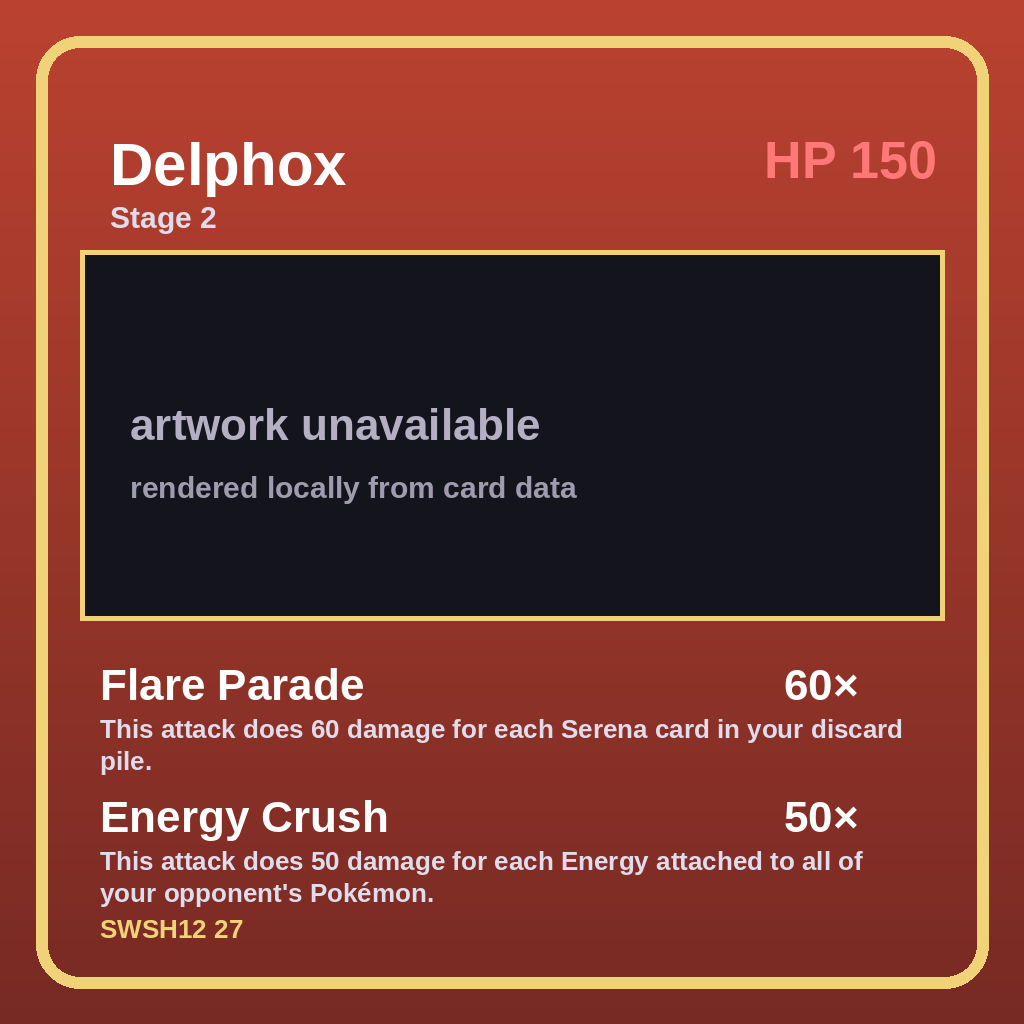 Delphox
HP 150
Stage 2
artwork unavailable
rendered locally from card data
Flare Parade
60×
This attack does 60 damage for each Serena card in your discard
pile.
Energy Crush
50×
This attack does 50 damage for each Energy attached to all of
your opponent's Pokémon.
SWSH12 27